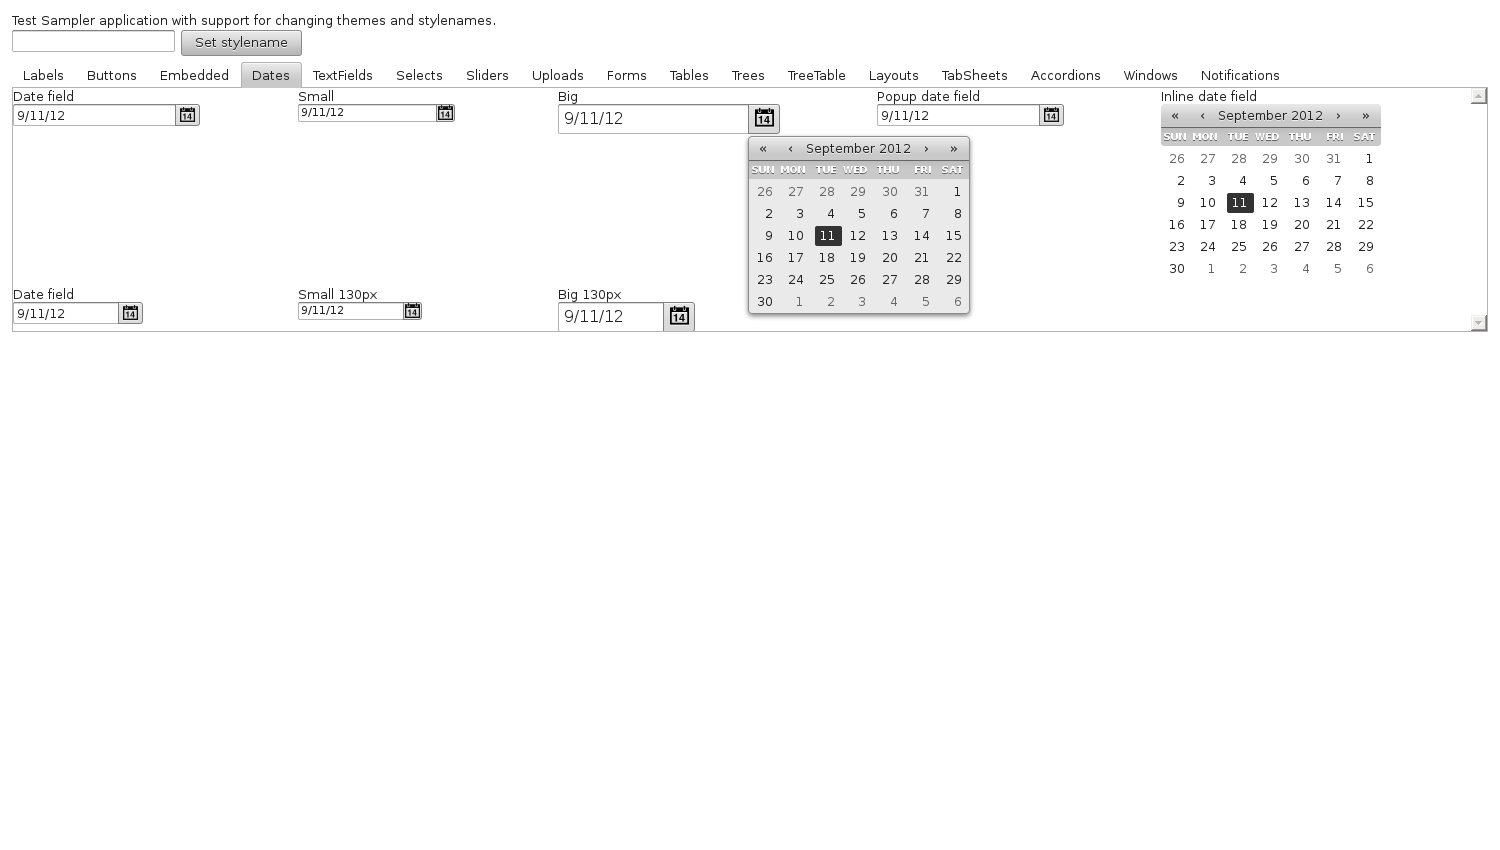 Test Sampler application with support for changing themes and stylenames.
Set stylename
Labels Buttons Embedded Dates TextFields Selects Sliders Uploads Forms Tables Trees TreeTable Layouts TabSheets Accordions Windows Notifications
Date field Small Big Popup date field Inline date field
9/11/12 14 9/11/12 14 9/11/12 14 9/11/12 14
« ‹ September 2012 › »
SUN MON TUE WED THU FRI SAT
26 27 28 29 30 31 1
2 3 4 5 6 7 8
9 10 11 12 13 14 15
16 17 18 19 20 21 22
23 24 25 26 27 28 29
30 1 2 3 4 5 6
« ‹ September 2012 › »
SUN MON TUE WED THU FRI SAT
26 27 28 29 30 31 1
2 3 4 5 6 7 8
9 10 11 12 13 14 15
16 17 18 19 20 21 22
23 24 25 26 27 28 29
30 1 2 3 4 5 6
Date field Small 130px Big 130px
9/11/12 14 9/11/12 14 9/11/12 14